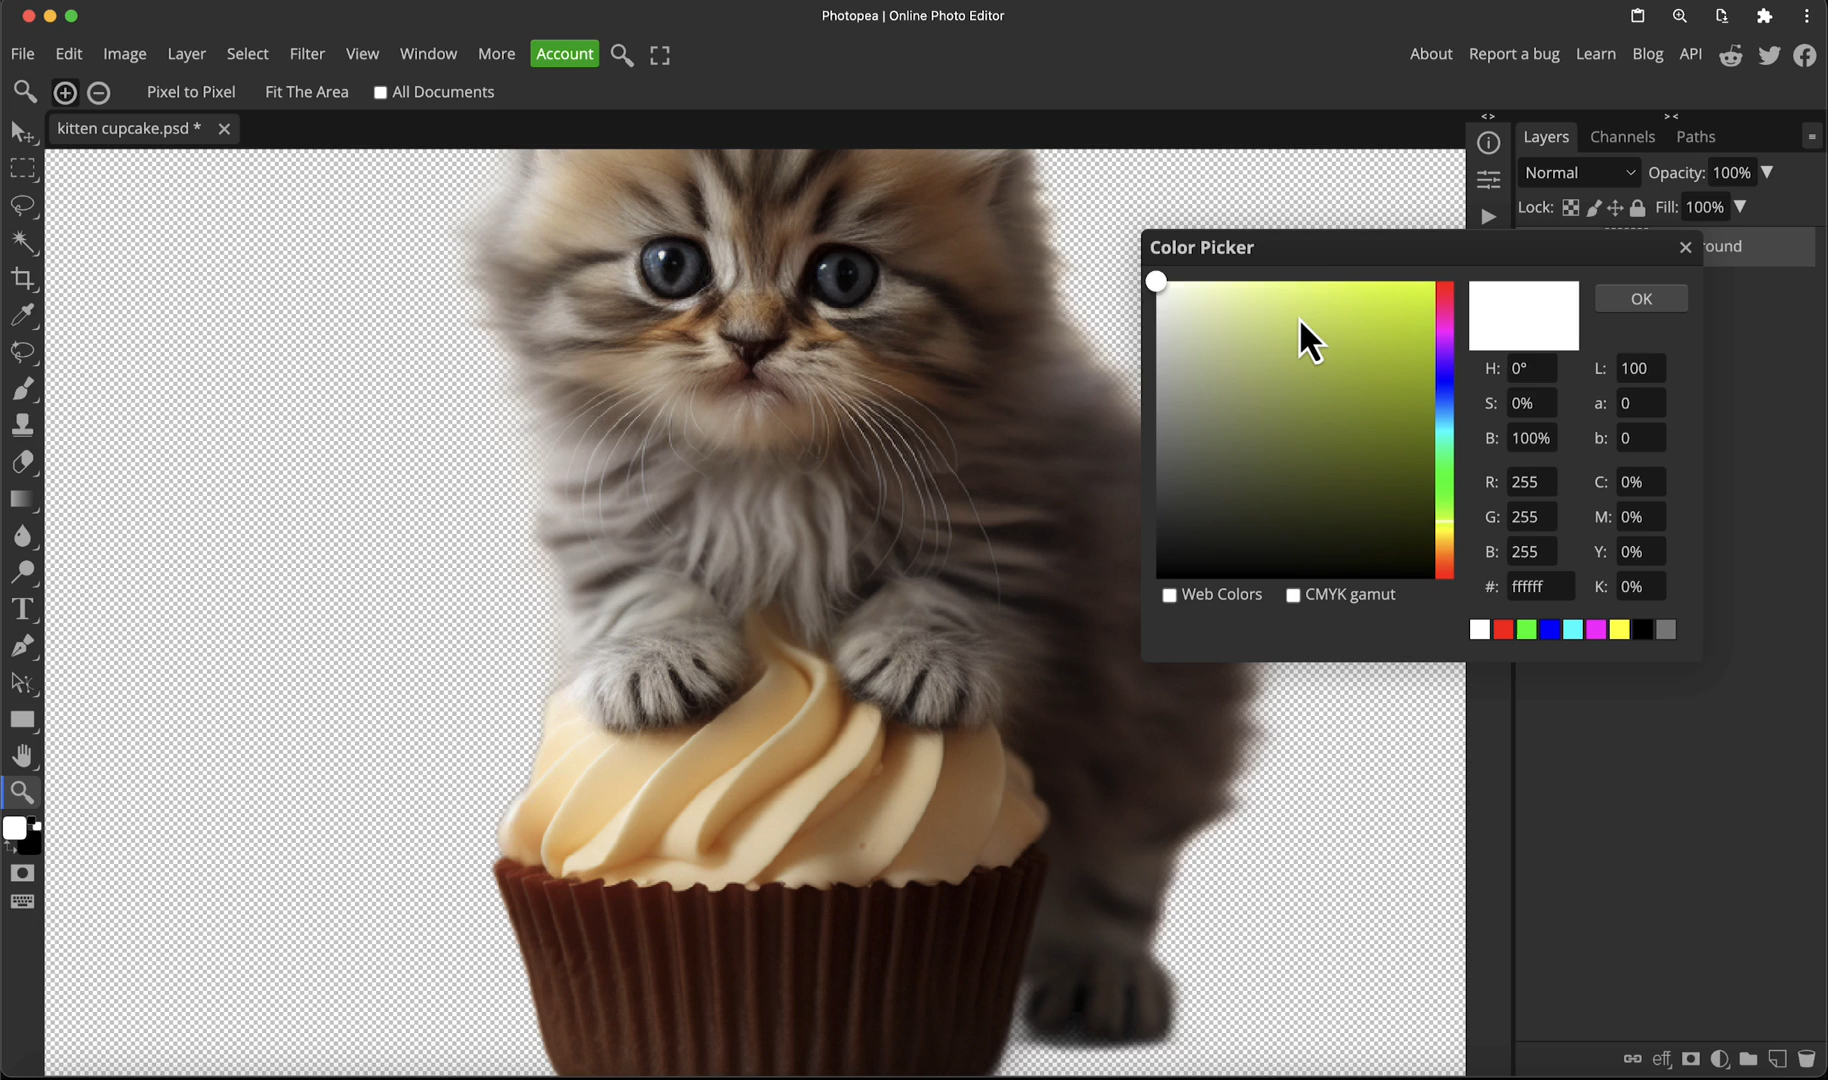 Photopea | Online Photo Editor
File Edit Image Layer Select Filter View Window More Account
About Report a bug Learn Blog API
Pixel to Pixel Fit The Area All Documents
kitten cupcake.psd *
Layers Channels Paths
Normal Opacity: 100%
Lock: Fill: 100%
round
Color Picker
OK
H: 0° L: 100
S: 0% a: 0
B: 100% b: 0
R: 255 C: 0%
G: 255 M: 0%
B: 255 Y: 0%
#: ffffff K: 0%
Web Colors CMYK gamut
eff